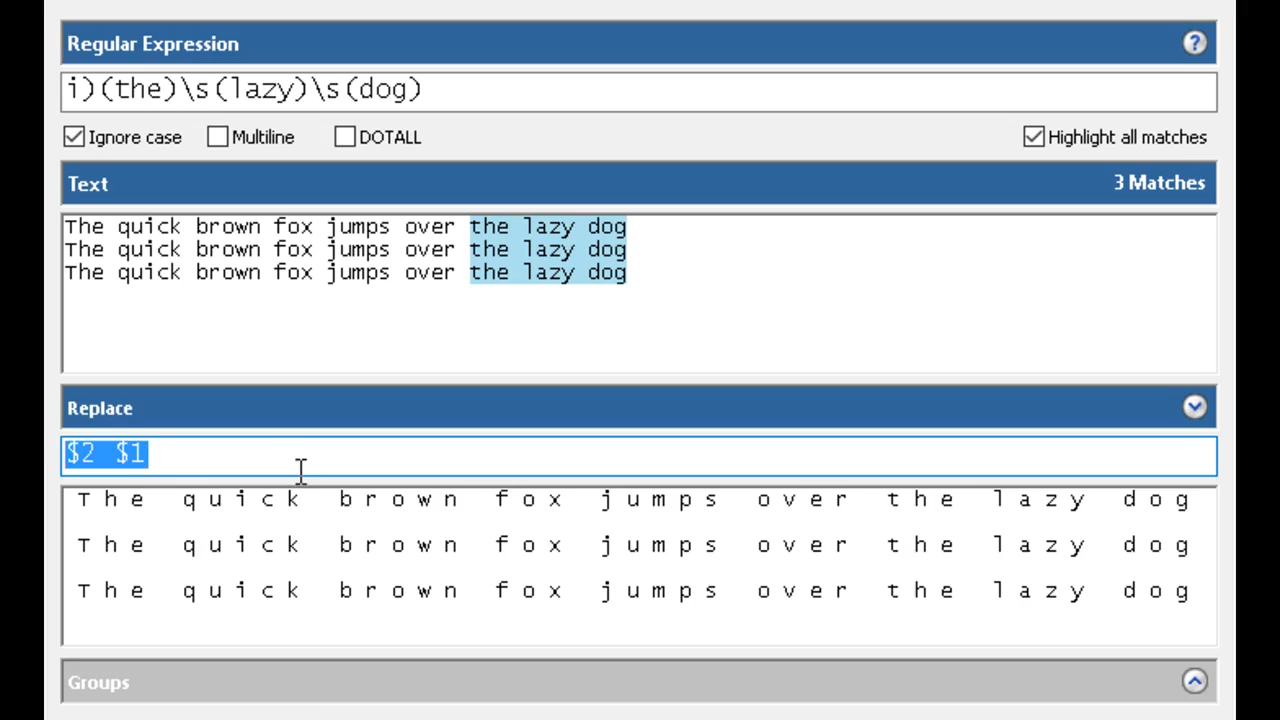 Regular Expression
i)(the)\s(lazy)\s(dog)
Ignore case Multiline DOTALL Highlight all matches
Text 3 Matches
The quick brown fox jumps over the lazy dog
The quick brown fox jumps over the lazy dog
The quick brown fox jumps over the lazy dog
Replace
$2 $1
T h e  q u i c k  b r o w n  f o x  j u m p s  o v e r  t h e  l a z y  d o g
T h e  q u i c k  b r o w n  f o x  j u m p s  o v e r  t h e  l a z y  d o g
T h e  q u i c k  b r o w n  f o x  j u m p s  o v e r  t h e  l a z y  d o g
Groups